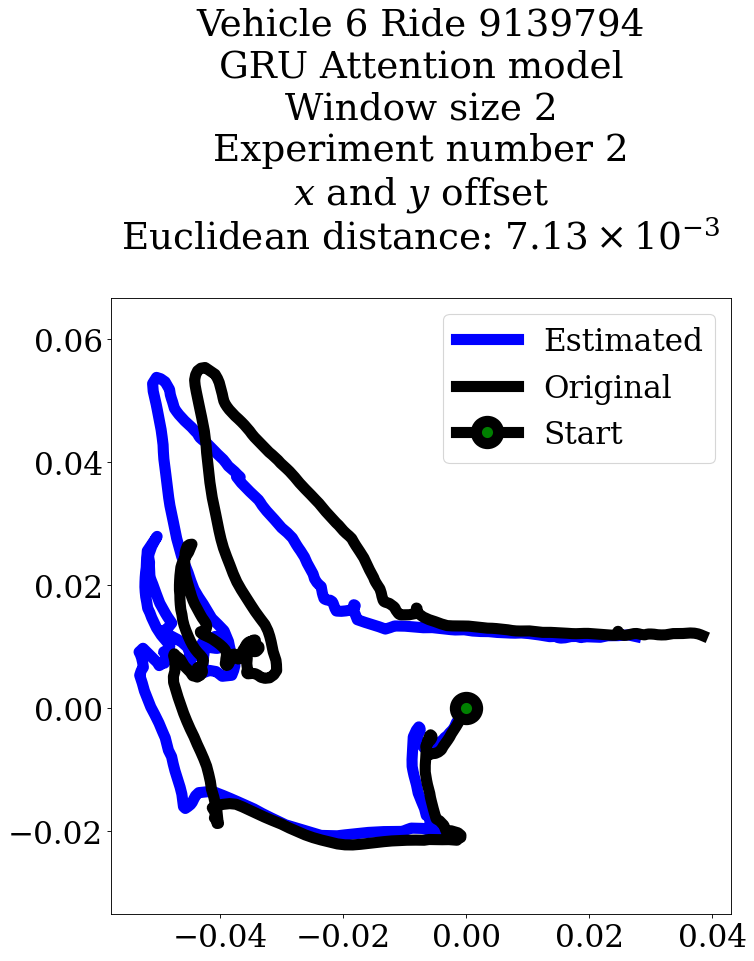 Vehicle 6 Ride 9139794
GRU Attention model
Window size 2
Experiment number 2
x and y offset
Euclidean distance: 7.13 × 10⁻³
Estimated
Original
Start
0.06
0.04
0.02
0.00
−0.02
−0.04 −0.02 0.00 0.02 0.04